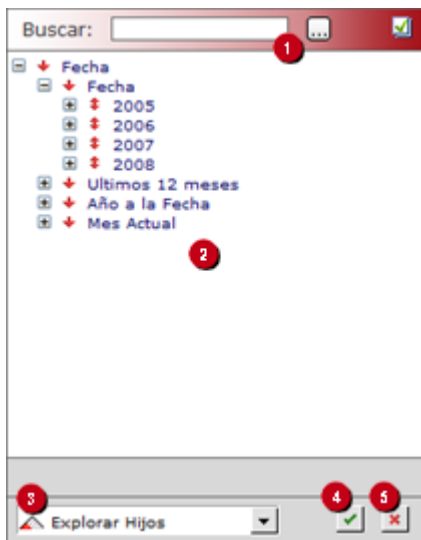 Buscar: ...
1
Fecha
Fecha
2005
2006
2007
2008
Ultimos 12 meses
Año a la Fecha
Mes Actual
2
3 4 5
Explorar Hijos